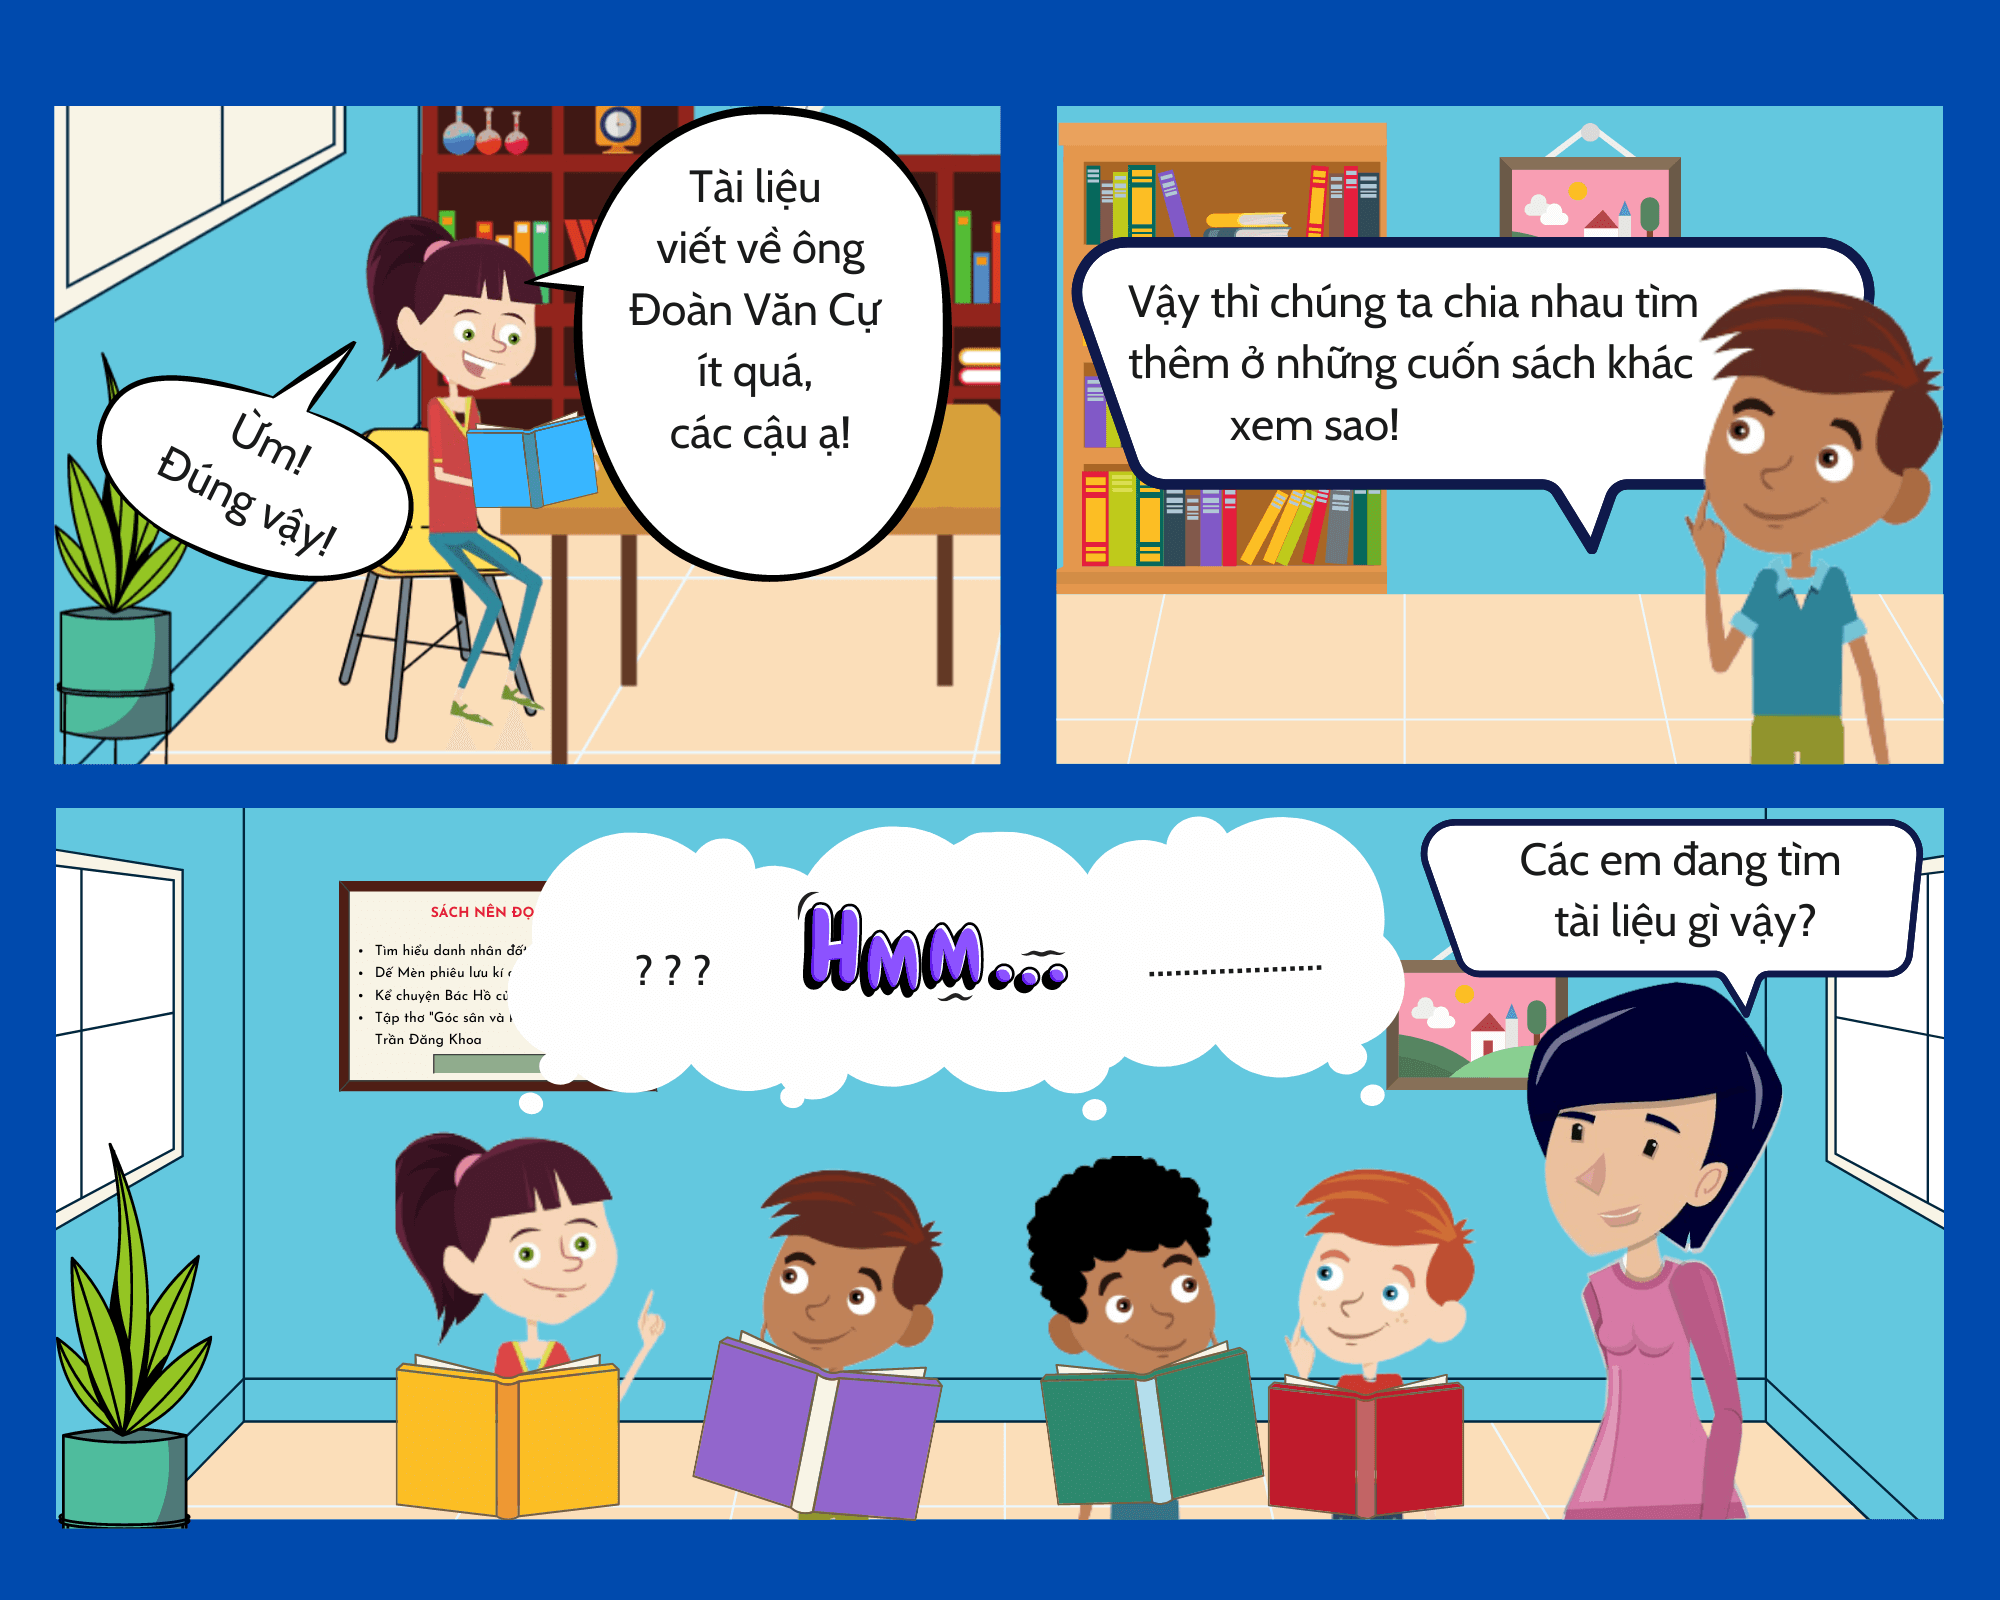 Tài liệu
viết về ông
Đoàn Văn Cự
ít quá,
các cậu ạ!
Ừm!
Đúng vậy!
Vậy thì chúng ta chia nhau tìm
thêm ở những cuốn sách khác
xem sao!
SÁCH NÊN ĐỌ
Tìm hiểu danh nhân đất
Dế Mèn phiêu lưu kí
Kể chuyện Bác Hồ
Tập thơ "Góc sân và
Trần Đăng Khoa
? ? ?
HMM...
....................
Các em đang tìm
tài liệu gì vậy?